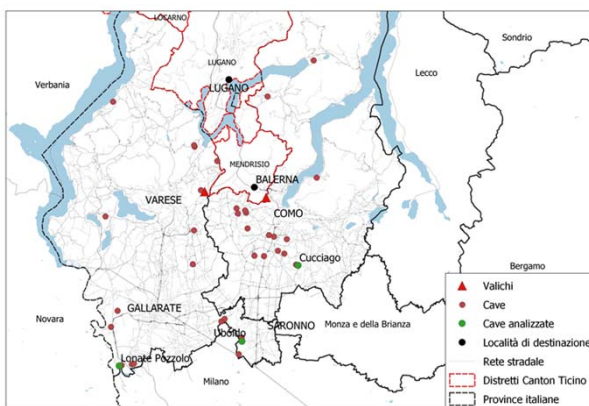 LOCARNO
Sondrio
LUGANO
Verbania
Lecco
LUGANO
MENDRISIO
BALERNA
VARESE
COMO
Cucciago
Bergamo
GALLARATE
Novara
Uboldo
SARONNO
Monza e della Brianza
Lonate Pozzolo
Milano
Valichi
Cave
Cave analizzate
Località di destinazione
Rete stradale
Distretti Canton Ticino
Province italiane